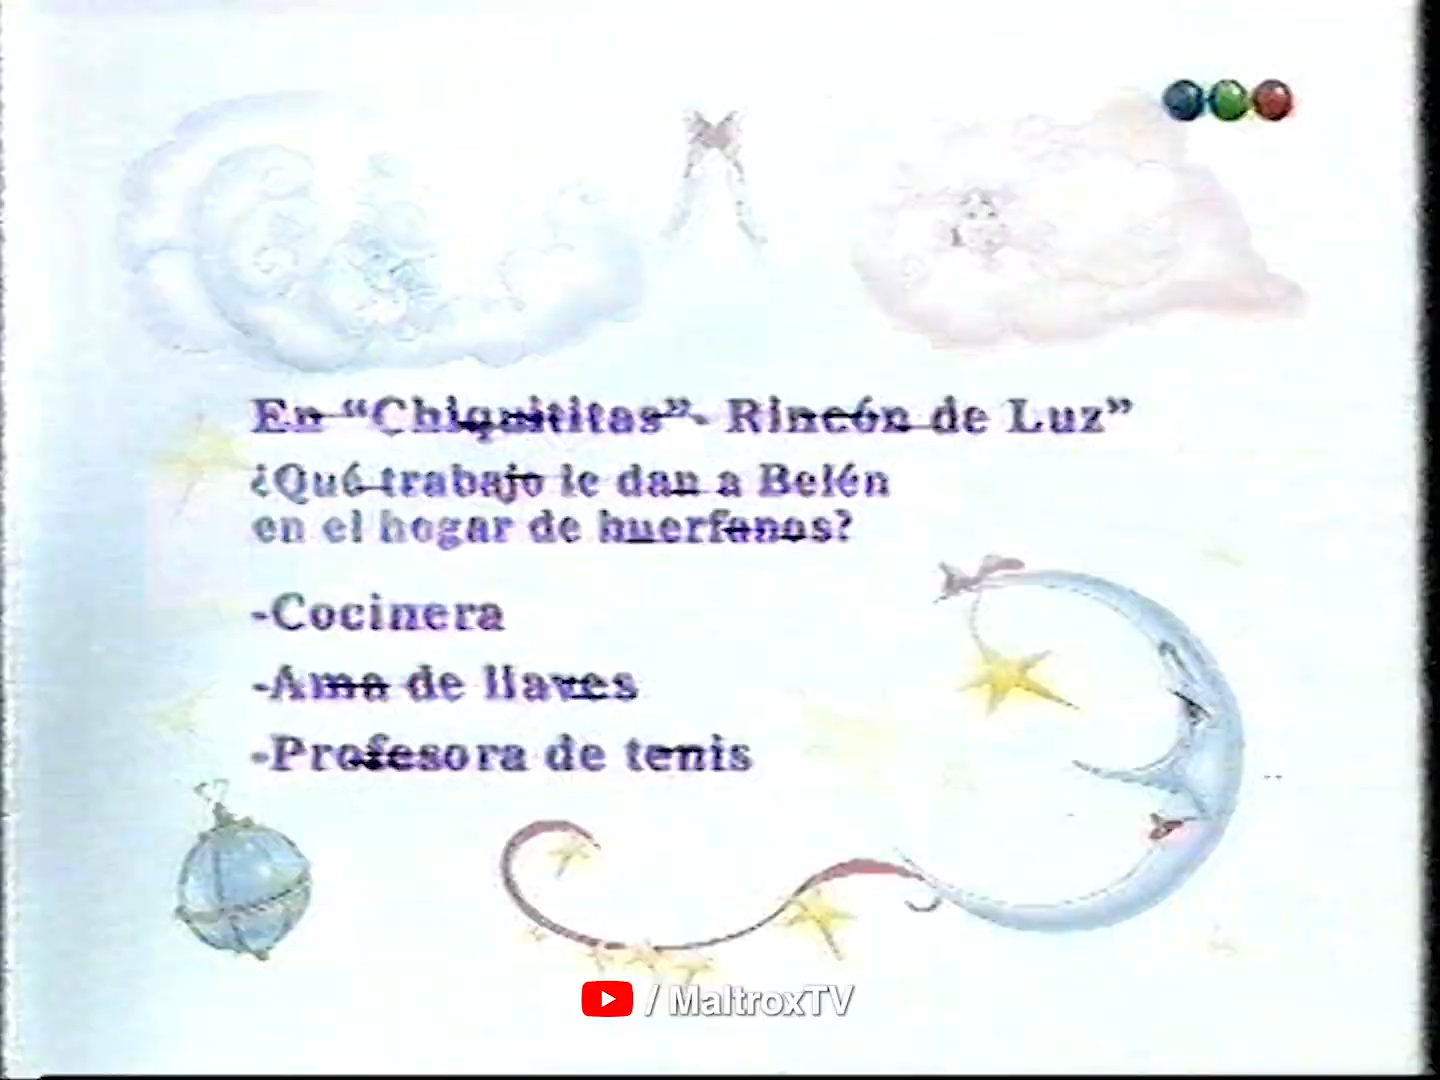 En “Chiquititas”- Rincón de Luz”
¿Qué trabajo le dan a Belén
en el hogar de huerfanos?
-Cocinera
-Ama de llaves
-Profesora de tenis
/ MaltroxTV